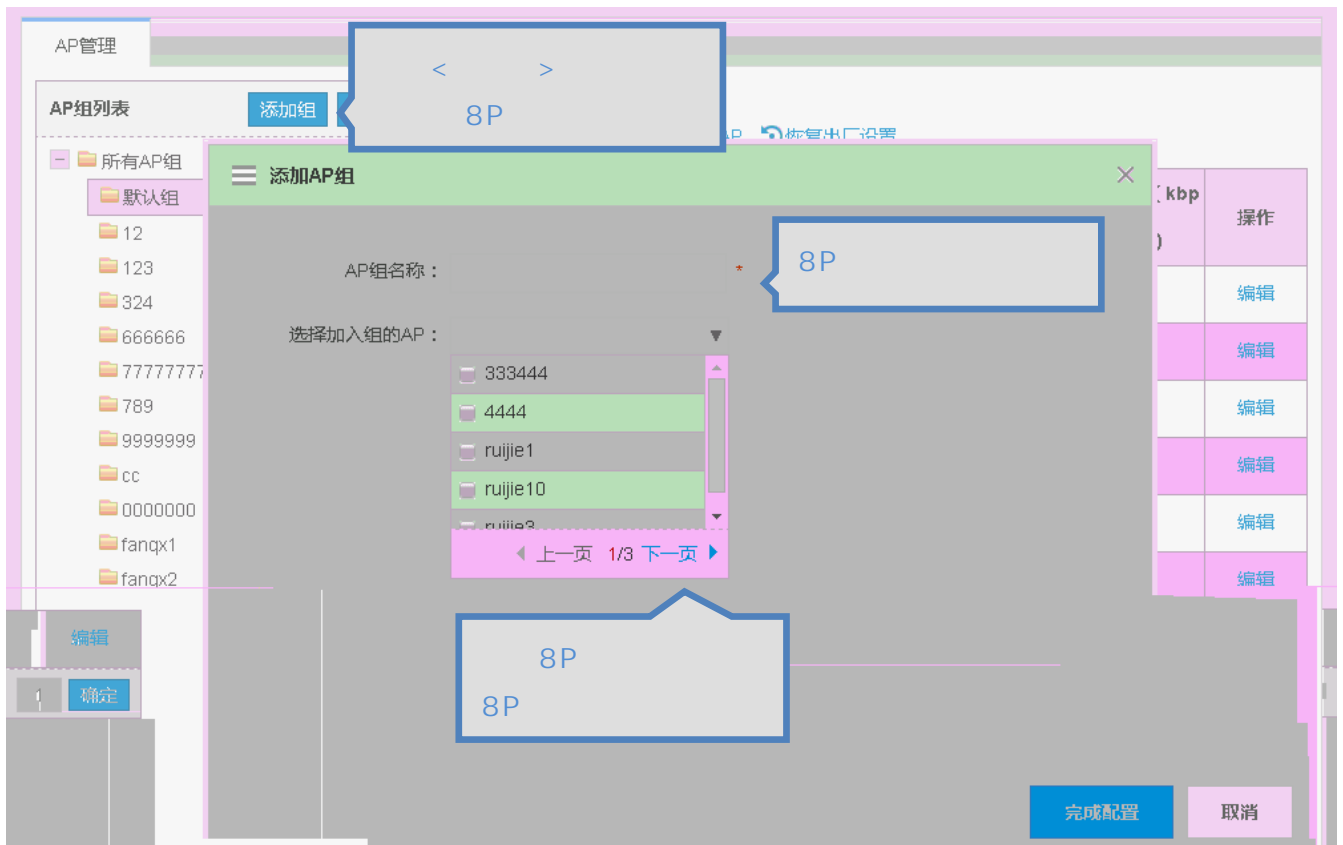 AP管理
< >
8P
AP组列表 添加组
AP 恢复出厂设置
所有AP组
默认组
12
123
324
666666
77777777
789
9999999
cc
0000000
fanqx1
fanqx2
添加AP组
(kbp
)
操作
AP组名称：
*
8P
选择加入组的AP：
333444
4444
ruijie1
ruijie10
ruijie3
上一页 1/3 下一页
编辑
编辑
编辑
编辑
编辑
编辑
编辑
1 确定
8P
8P
完成配置 取消